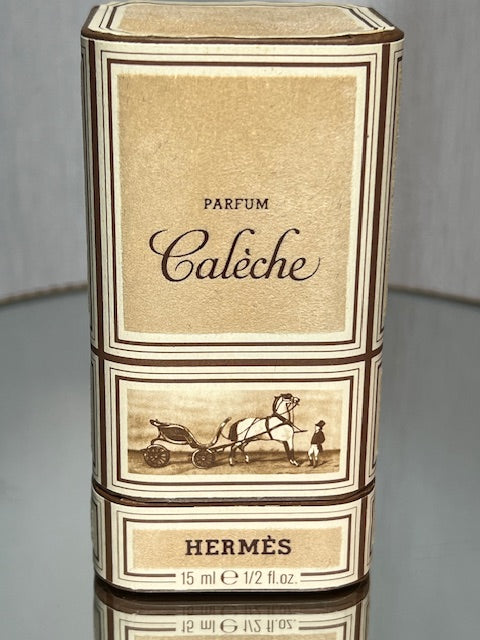 PARFUM
Calèche
HERMÈS
15 ml ℮ 1/2 fl.oz.